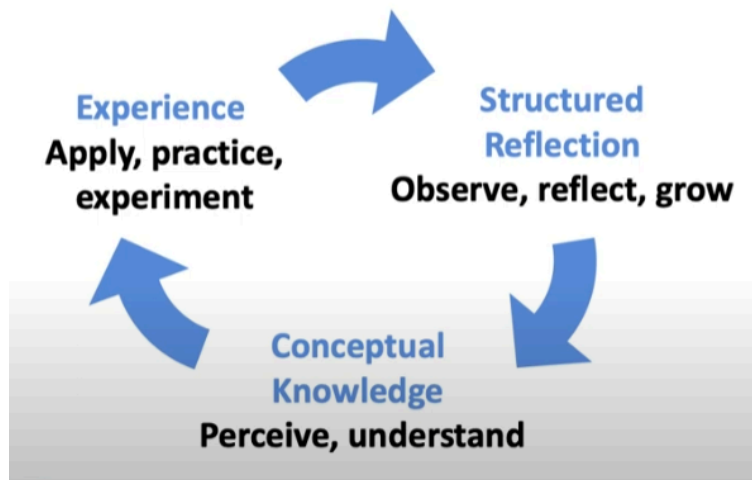 Experience
Apply, practice,
experiment
Structured
Reflection
Observe, reflect, grow
Conceptual
Knowledge
Perceive, understand